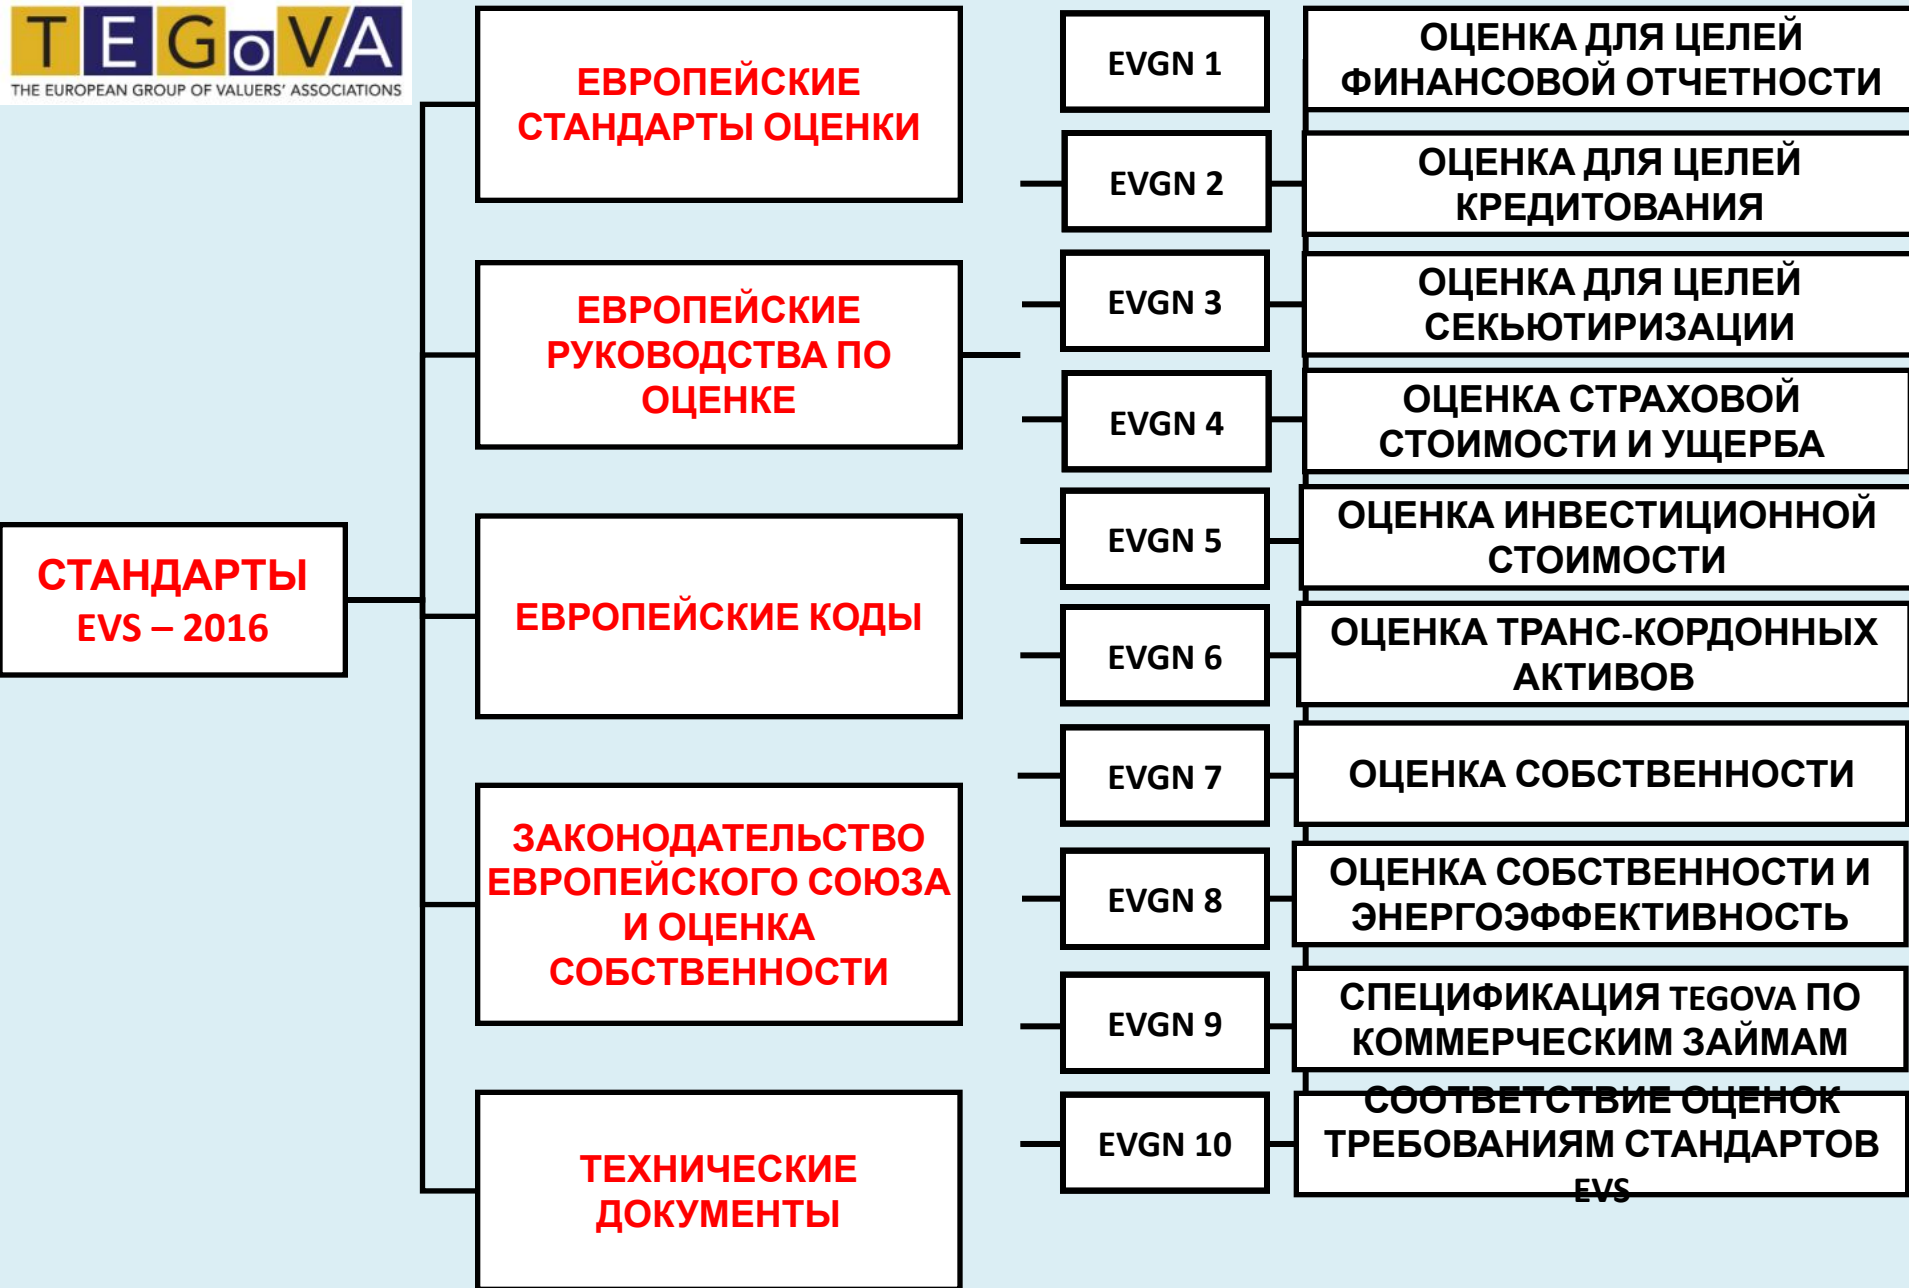 TEGoVA
THE EUROPEAN GROUP OF VALUERS' ASSOCIATIONS
СТАНДАРТЫ
EVS – 2016
ЕВРОПЕЙСКИЕ
СТАНДАРТЫ ОЦЕНКИ
ЕВРОПЕЙСКИЕ
РУКОВОДСТВА ПО
ОЦЕНКЕ
ЕВРОПЕЙСКИЕ КОДЫ
ЗАКОНОДАТЕЛЬСТВО
ЕВРОПЕЙСКОГО СОЮЗА
И ОЦЕНКА
СОБСТВЕННОСТИ
ТЕХНИЧЕСКИЕ
ДОКУМЕНТЫ
EVGN 1
ОЦЕНКА ДЛЯ ЦЕЛЕЙ
ФИНАНСОВОЙ ОТЧЕТНОСТИ
EVGN 2
ОЦЕНКА ДЛЯ ЦЕЛЕЙ
КРЕДИТОВАНИЯ
EVGN 3
ОЦЕНКА ДЛЯ ЦЕЛЕЙ
СЕКЬЮТИРИЗАЦИИ
EVGN 4
ОЦЕНКА СТРАХОВОЙ
СТОИМОСТИ И УЩЕРБА
EVGN 5
ОЦЕНКА ИНВЕСТИЦИОННОЙ
СТОИМОСТИ
EVGN 6
ОЦЕНКА ТРАНС-КОРДОННЫХ
АКТИВОВ
EVGN 7
ОЦЕНКА СОБСТВЕННОСТИ
EVGN 8
ОЦЕНКА СОБСТВЕННОСТИ И
ЭНЕРГОЭФФЕКТИВНОСТЬ
EVGN 9
СПЕЦИФИКАЦИЯ TEGOVA ПО
КОММЕРЧЕСКИМ ЗАЙМАМ
EVGN 10
СООТВЕТСТВИЕ ОЦЕНОК
ТРЕБОВАНИЯМ СТАНДАРТОВ
EVS